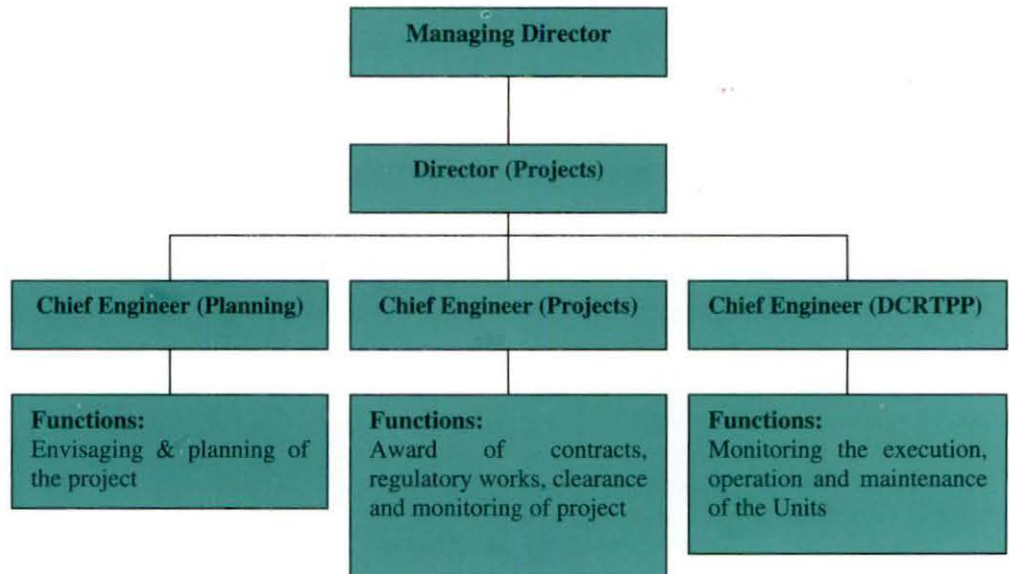 Managing Director
Director (Projects)
Chief Engineer (Planning)
Chief Engineer (Projects)
Chief Engineer (DCRTPP)
Functions:
Envisaging & planning of
the project
Functions:
Award of contracts,
regulatory works, clearance
and monitoring of project
Functions:
Monitoring the execution,
operation and maintenance
of the Units